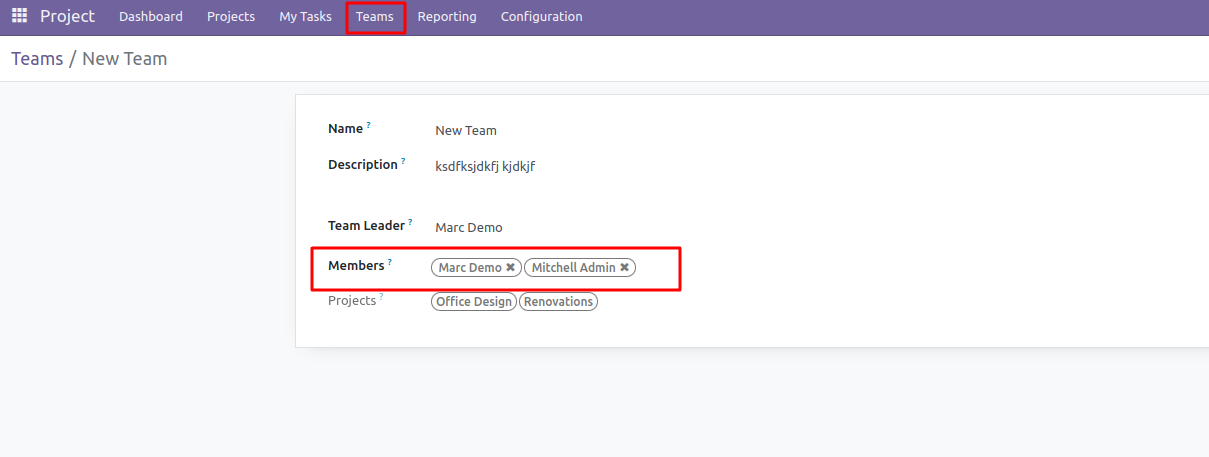 Project Dashboard Projects My Tasks Teams Reporting Configuration
Teams / New Team
Name ? New Team
Description ? ksdfksjdkfj kjdkjf
Team Leader ? Marc Demo
Members ? Marc Demo ✖ Mitchell Admin ✖
Projects ? Office Design Renovations